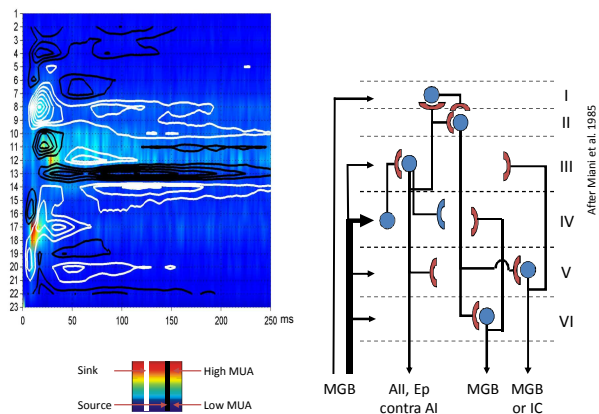 1
2
3
4
5
6
7
8
9
10
11
12
13
14
15
16
17
18
19
20
21
22
23
0 50 100 150 200 250 ms
Sink High MUA
Source Low MUA
I
II
III
IV
V
VI
After Miani et al. 1985
MGB AII, Ep MGB MGB
contra AI or IC